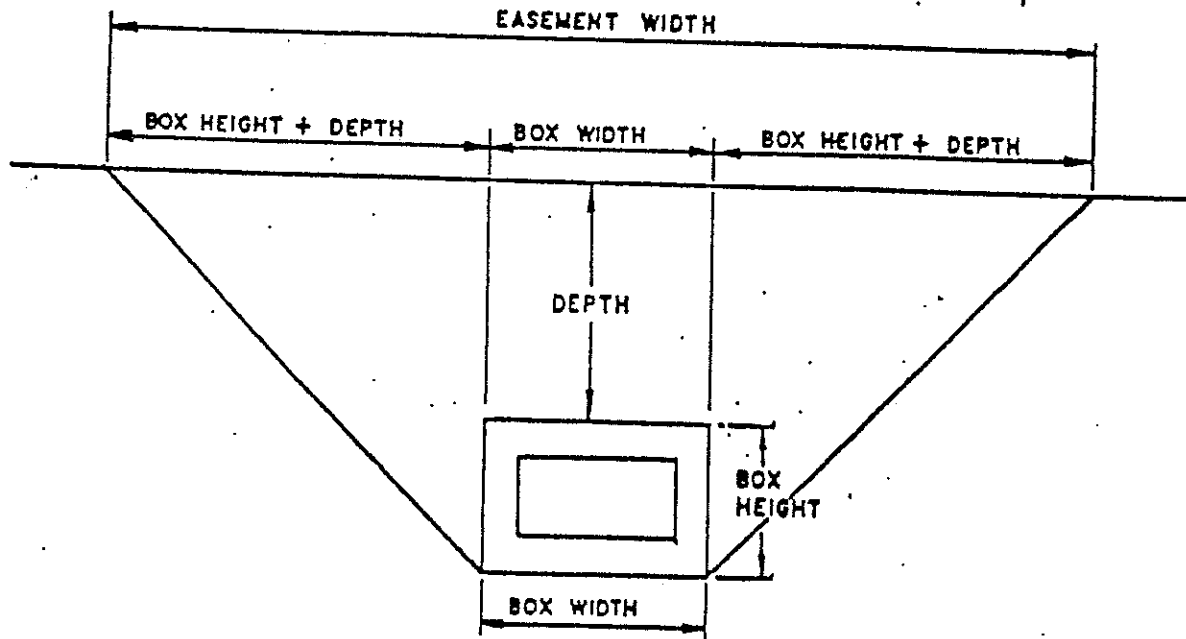 EASEMENT WIDTH
BOX HEIGHT + DEPTH
BOX WIDTH
BOX HEIGHT + DEPTH
DEPTH
BOX
HEIGHT
BOX WIDTH